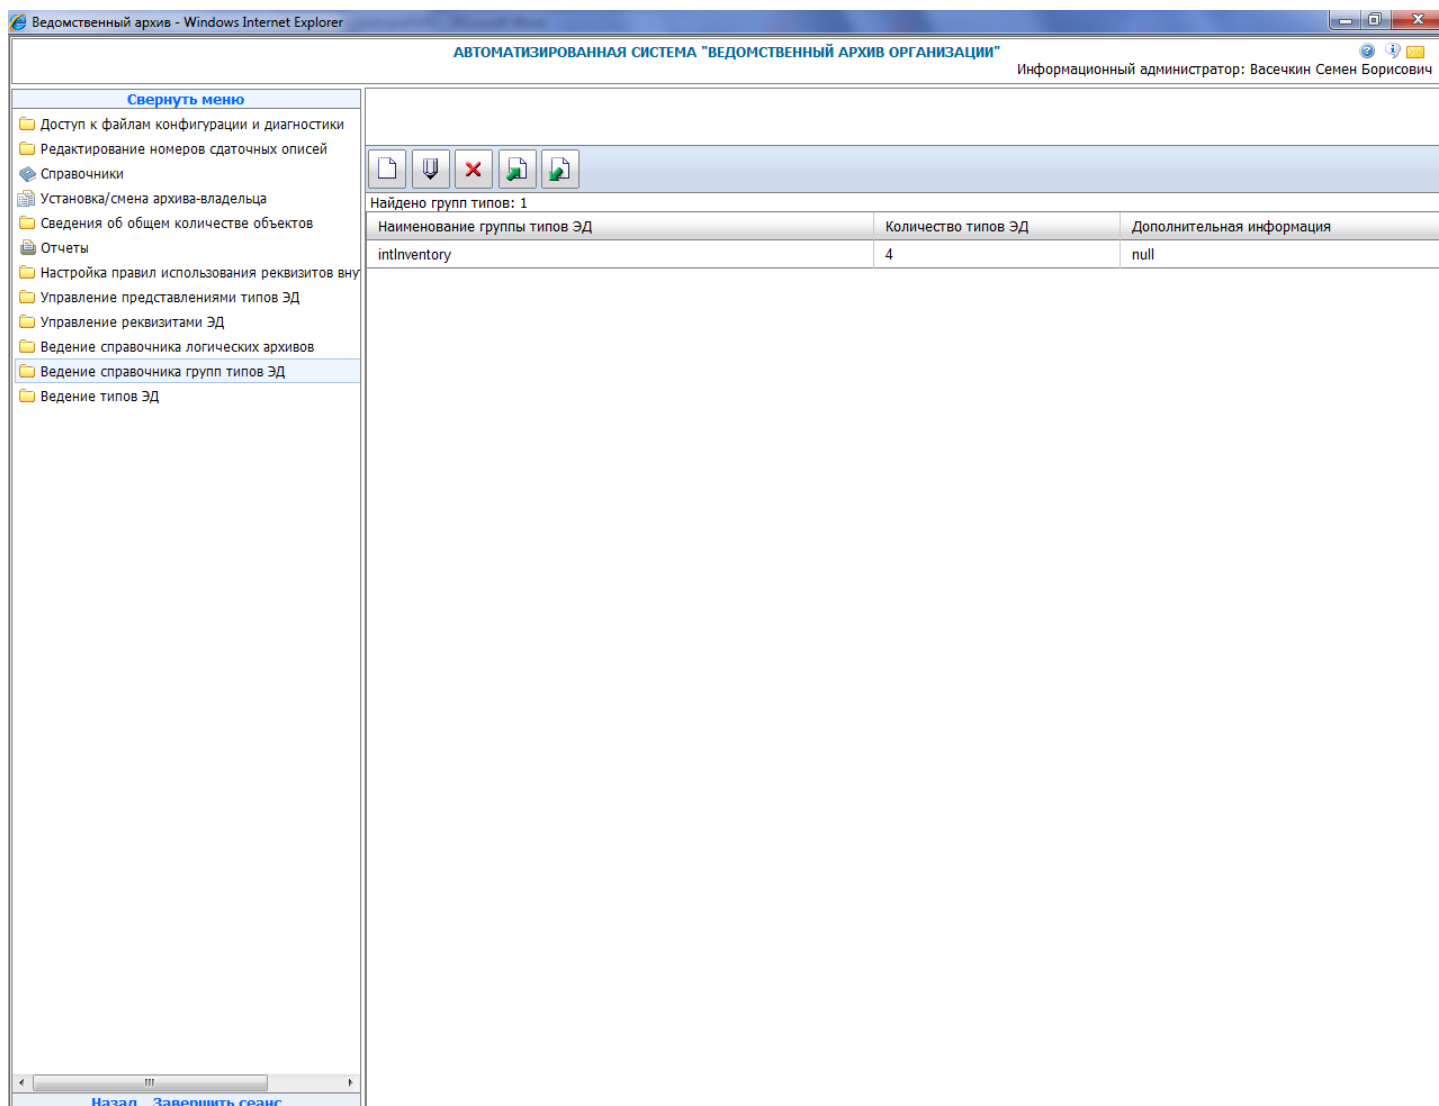 Ведомственный архив - Windows Internet Explorer
АВТОМАТИЗИРОВАННАЯ СИСТЕМА "ВЕДОМСТВЕННЫЙ АРХИВ ОРГАНИЗАЦИИ"
Информационный администратор: Васечкин Семен Борисович
Свернуть меню
Доступ к файлам конфигурации и диагностики
Редактирование номеров сдаточных описей
Справочники
Установка/смена архива-владельца
Сведения об общем количестве объектов
Отчеты
Настройка правил использования реквизитов вну
Управление представлениями типов ЭД
Управление реквизитами ЭД
Ведение справочника логических архивов
Ведение справочника групп типов ЭД
Ведение типов ЭД
Назад Завершить сеанс
Найдено групп типов: 1
Наименование группы типов ЭД Количество типов ЭД Дополнительная информация
intInventory 4 null